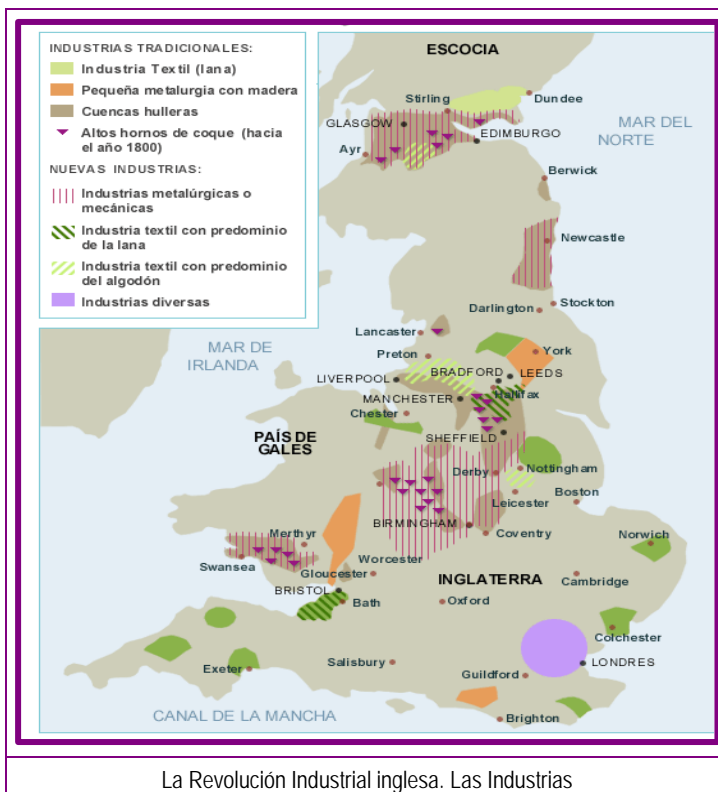 INDUSTRIAS TRADICIONALES:
Industria Textil (lana)
Pequeña metalurgia con madera
Cuencas hulleras
Altos hornos de coque (hacia
el año 1800)
NUEVAS INDUSTRIAS:
Industrias metalúrgicas o
mecánicas
Industria textil con predominio
de la lana
Industria textil con predominio
del algodón
Industrias diversas
ESCOCIA
Stirling
Dundee
GLASGOW
EDIMBURGO
MAR DEL
NORTE
Ayr
Berwick
Newcastle
Darlington
Stockton
Lancaster
MAR DE
IRLANDA
Preton
York
BRADFORD
LEEDS
LIVERPOOL
Hallifax
MANCHESTER
Chester
SHEFFIELD
PAÍS DE
GALES
Derby
Nottingham
Leicester
Boston
BIRMINGHAM
Coventry
Norwich
Merthyr
Worcester
Swansea
Gloucester
INGLATERRA
Cambridge
BRISTOL
Bath
Oxford
Colchester
Exeter
Salisbury
LONDRES
Guildford
CANAL DE LA MANCHA
Brighton
La Revolución Industrial inglesa. Las Industrias